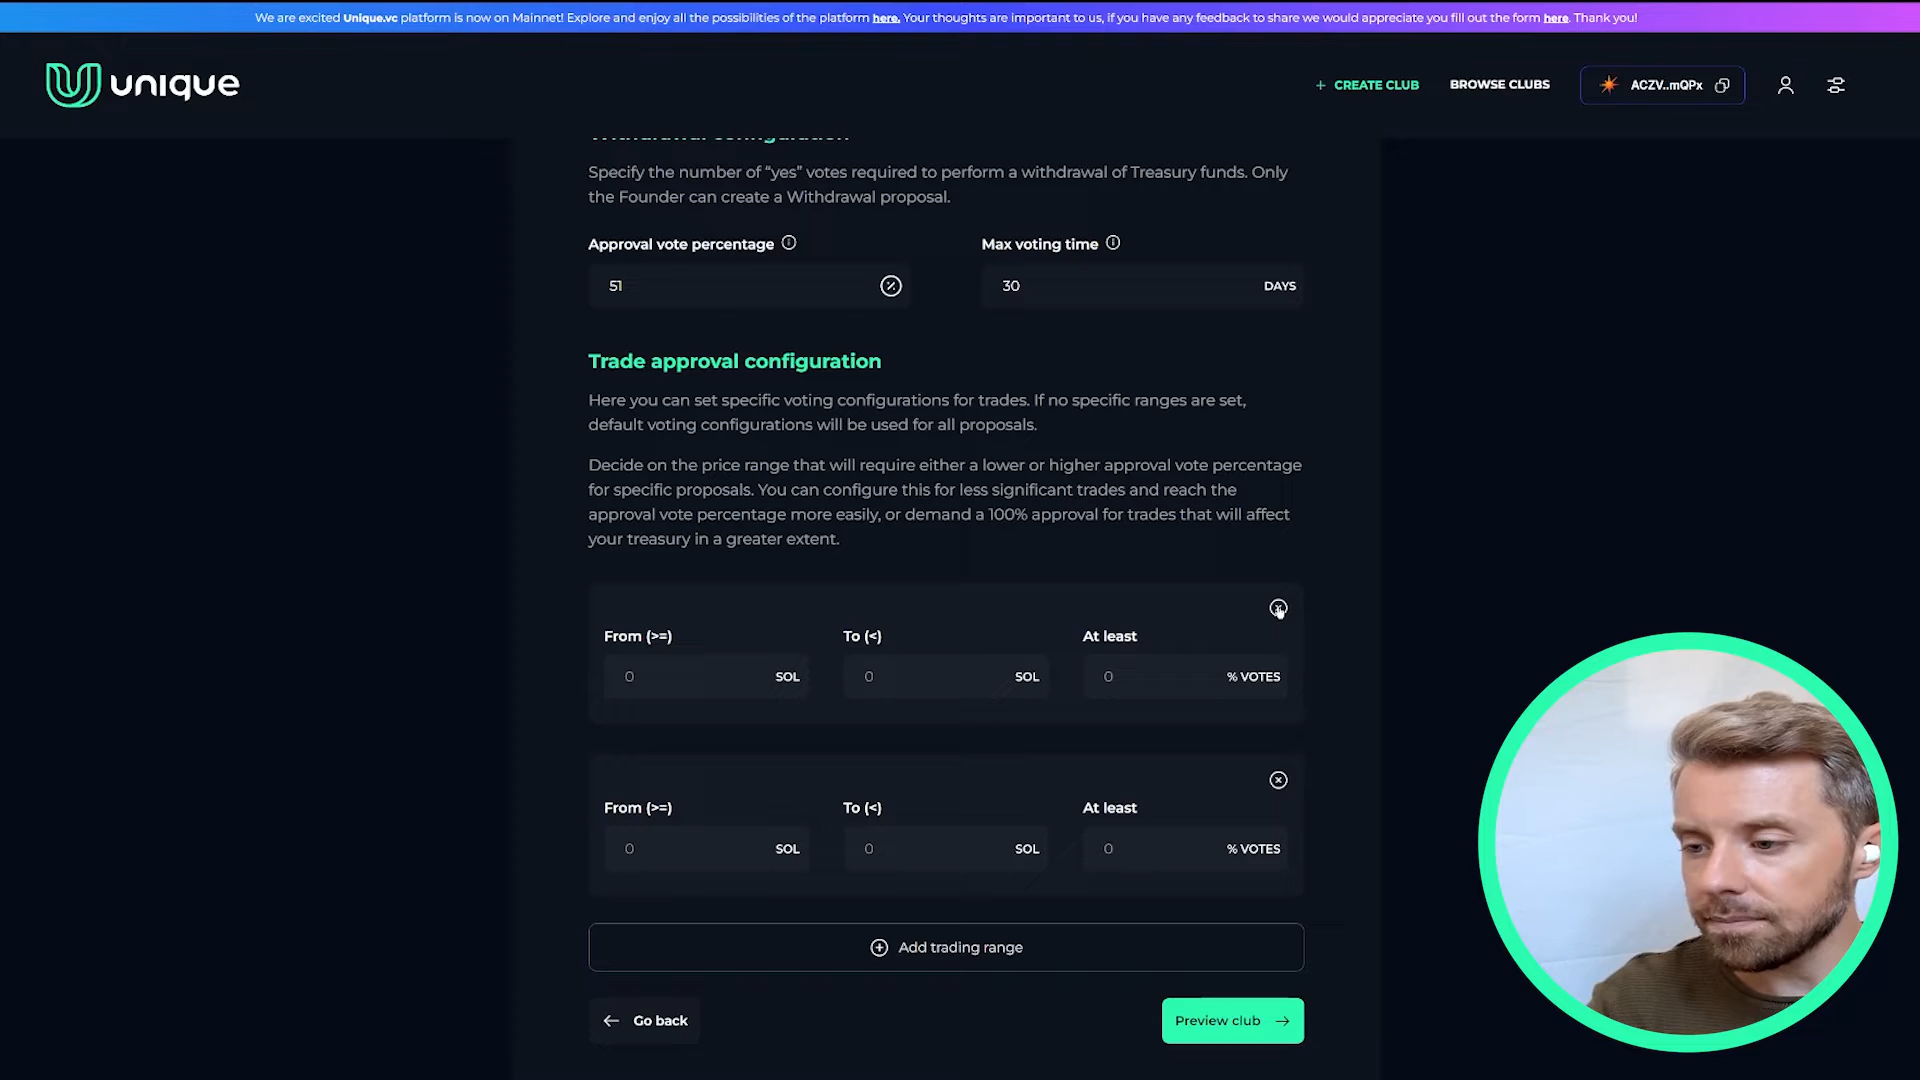 We are excited Unique.vc platform is now on Mainnet! Explore and enjoy all the possibilities of the platform here. Your thoughts are important to us, if you have any feedback to share we would appreciate you fill out the form here. Thank you!
unique
+ CREATE CLUB
BROWSE CLUBS
ACZV..mQPx
Withdrawal configuration
Specify the number of “yes” votes required to perform a withdrawal of Treasury funds. Only
the Founder can create a Withdrawal proposal.
Approval vote percentage
Max voting time
51
30 DAYS
Trade approval configuration
Here you can set specific voting configurations for trades. If no specific ranges are set,
default voting configurations will be used for all proposals.
Decide on the price range that will require either a lower or higher approval vote percentage
for specific proposals. You can configure this for less significant trades and reach the
approval vote percentage more easily, or demand a 100% approval for trades that will affect
your treasury in a greater extent.
From (>=)
To (<)
At least
0 SOL
0 SOL
0 % VOTES
From (>=)
To (<)
At least
0 SOL
0 SOL
0 % VOTES
Add trading range
Go back
Preview club